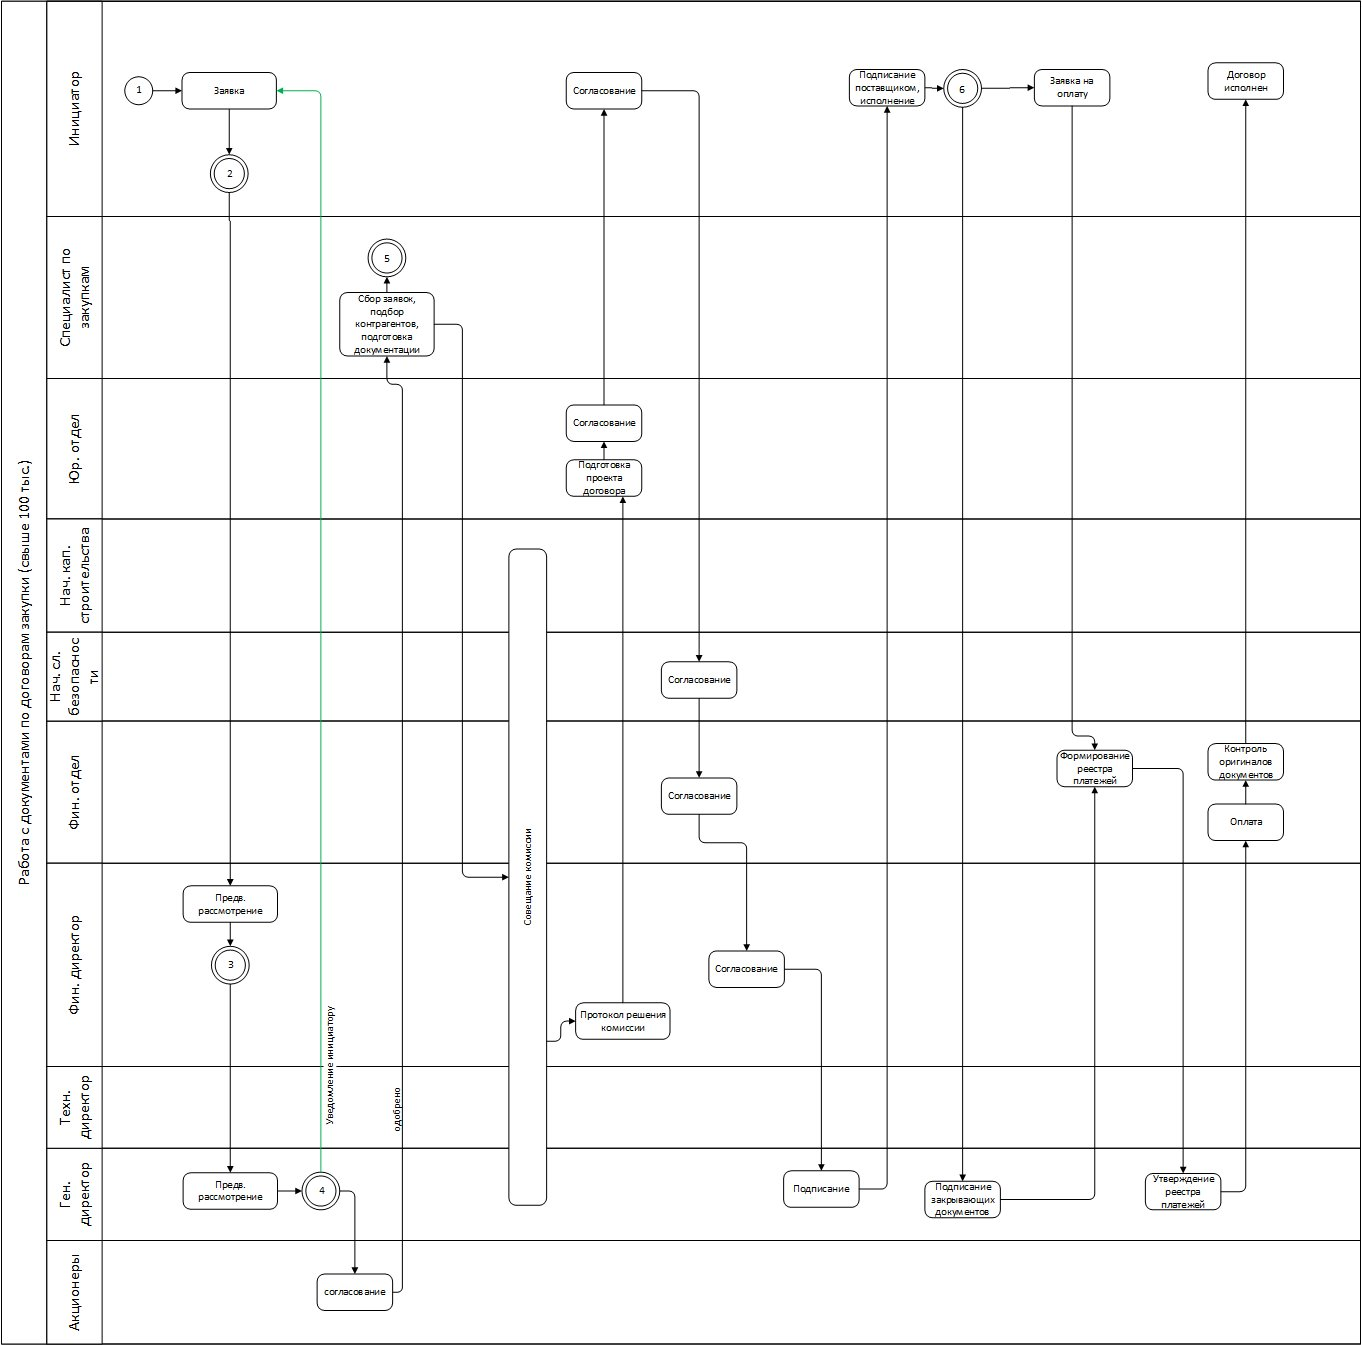 Работа с документами по договорам закупки (свыше 100 тыс.)
Инициатор
1
Заявка
2
Согласование
Подписание
поставщиком,
исполнение
6
Заявка на
оплату
Договор
исполнен
Специалист по
закупкам
5
Сбор заявок,
подбор
контрагентов,
подготовка
документации
Юр. отдел
Согласование
Подготовка
проекта
договора
Нач. кап.
строительства
Нач. сл.
безопаснос
ти
Согласование
Фин. отдел
Согласование
Формирование
реестра
платежей
Контроль
оригиналов
документов
Оплата
Совещание комиссии
Фин. директор
Предв.
рассмотрение
3
Согласование
Протокол решения
комиссии
Уведомление инициатору
одобрено
Техн.
директор
Ген.
директор
Предв.
рассмотрение
4
Подписание
Подписание
закрывающих
документов
Утверждение
реестра
платежей
Акционеры
согласование